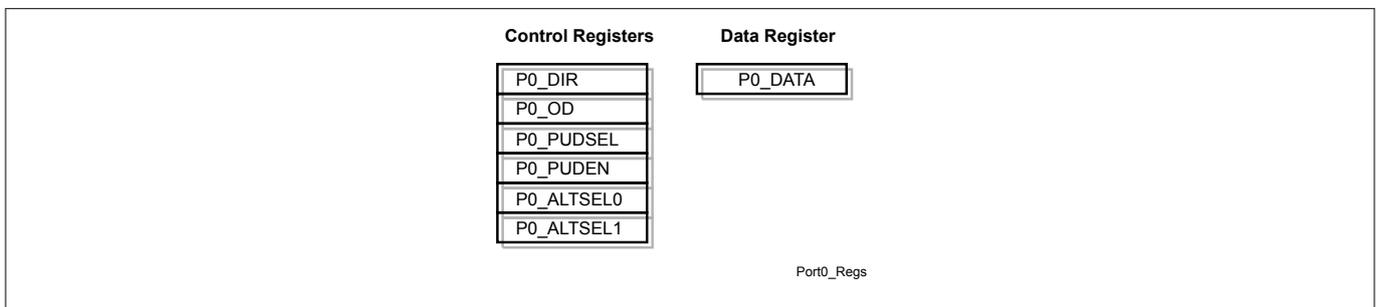 Control Registers
Data Register
P0_DIR
P0_DATA
P0_OD
P0_PUDSEL
P0_PUDEN
P0_ALTSEL0
P0_ALTSEL1
Port0_Regs